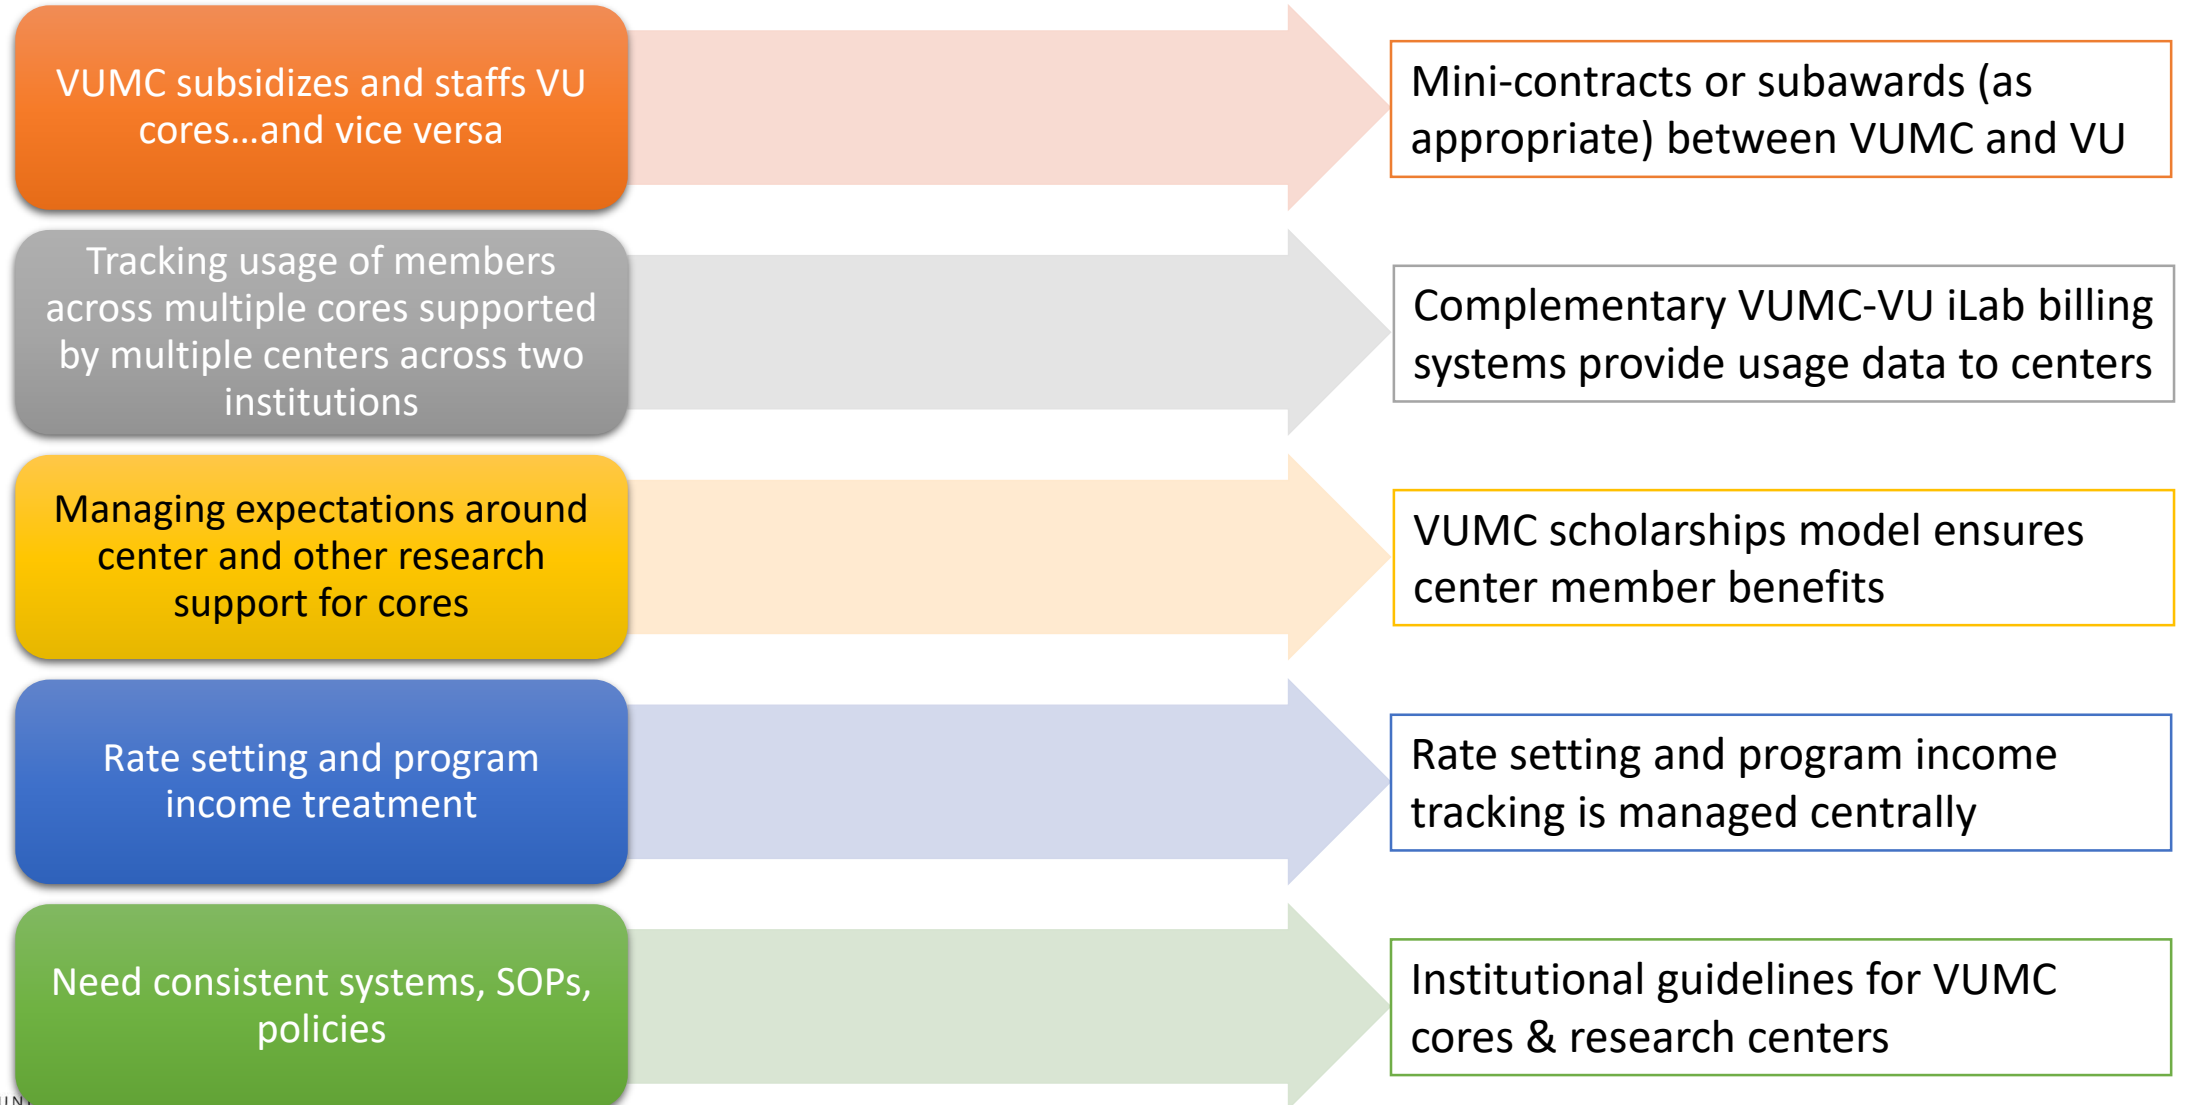 VUMC subsidizes and staffs VU
cores...and vice versa
Mini-contracts or subawards (as
appropriate) between VUMC and VU
Tracking usage of members
across multiple cores supported
by multiple centers across two
institutions
Complementary VUMC-VU iLab billing
systems provide usage data to centers
Managing expectations around
center and other research
support for cores
VUMC scholarships model ensures
center member benefits
Rate setting and program
income treatment
Rate setting and program income
tracking is managed centrally
Need consistent systems, SOPs,
policies
Institutional guidelines for VUMC
cores & research centers